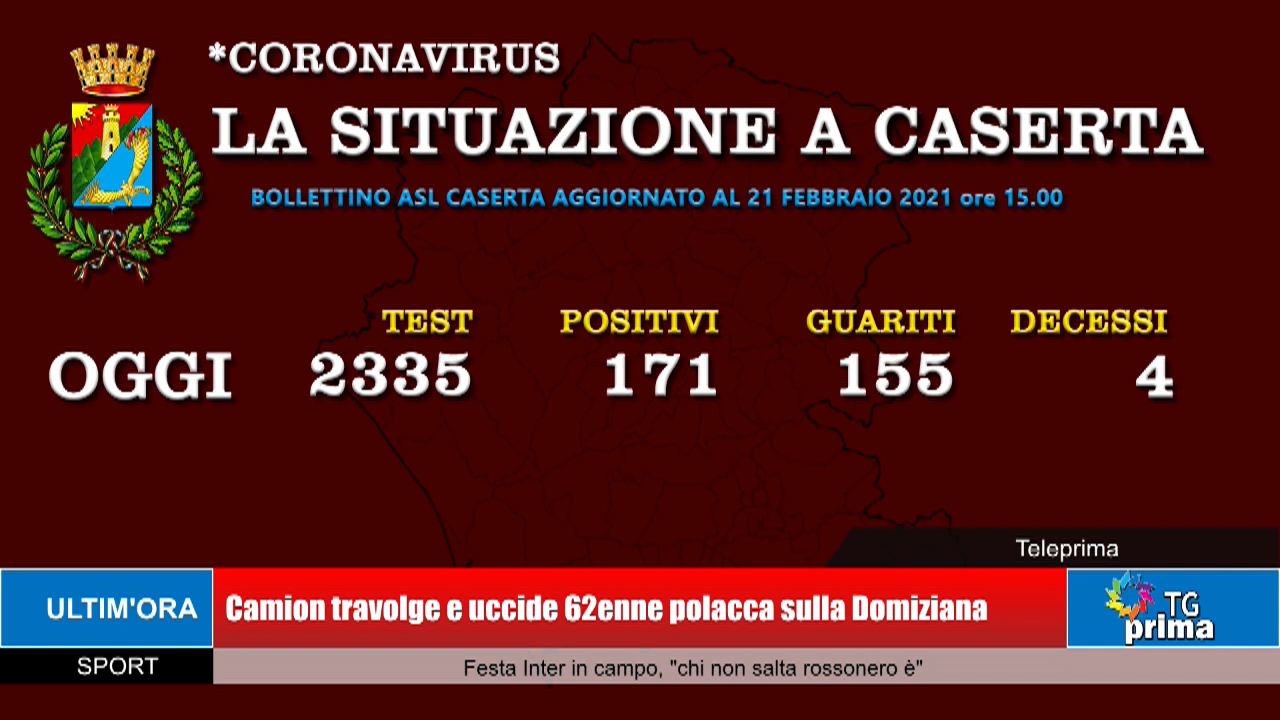 *CORONAVIRUS
LA SITUAZIONE A CASERTA
BOLLETTINO ASL CASERTA AGGIORNATO AL 21 FEBBRAIO 2021 ore 15.00
TEST POSITIVI GUARITI DECESSI
OGGI 2335 171 155 4
Teleprima
ULTIM'ORA Camion travolge e uccide 62enne polacca sulla Domiziana
TG
prima
SPORT Festa Inter in campo, "chi non salta rossonero è"